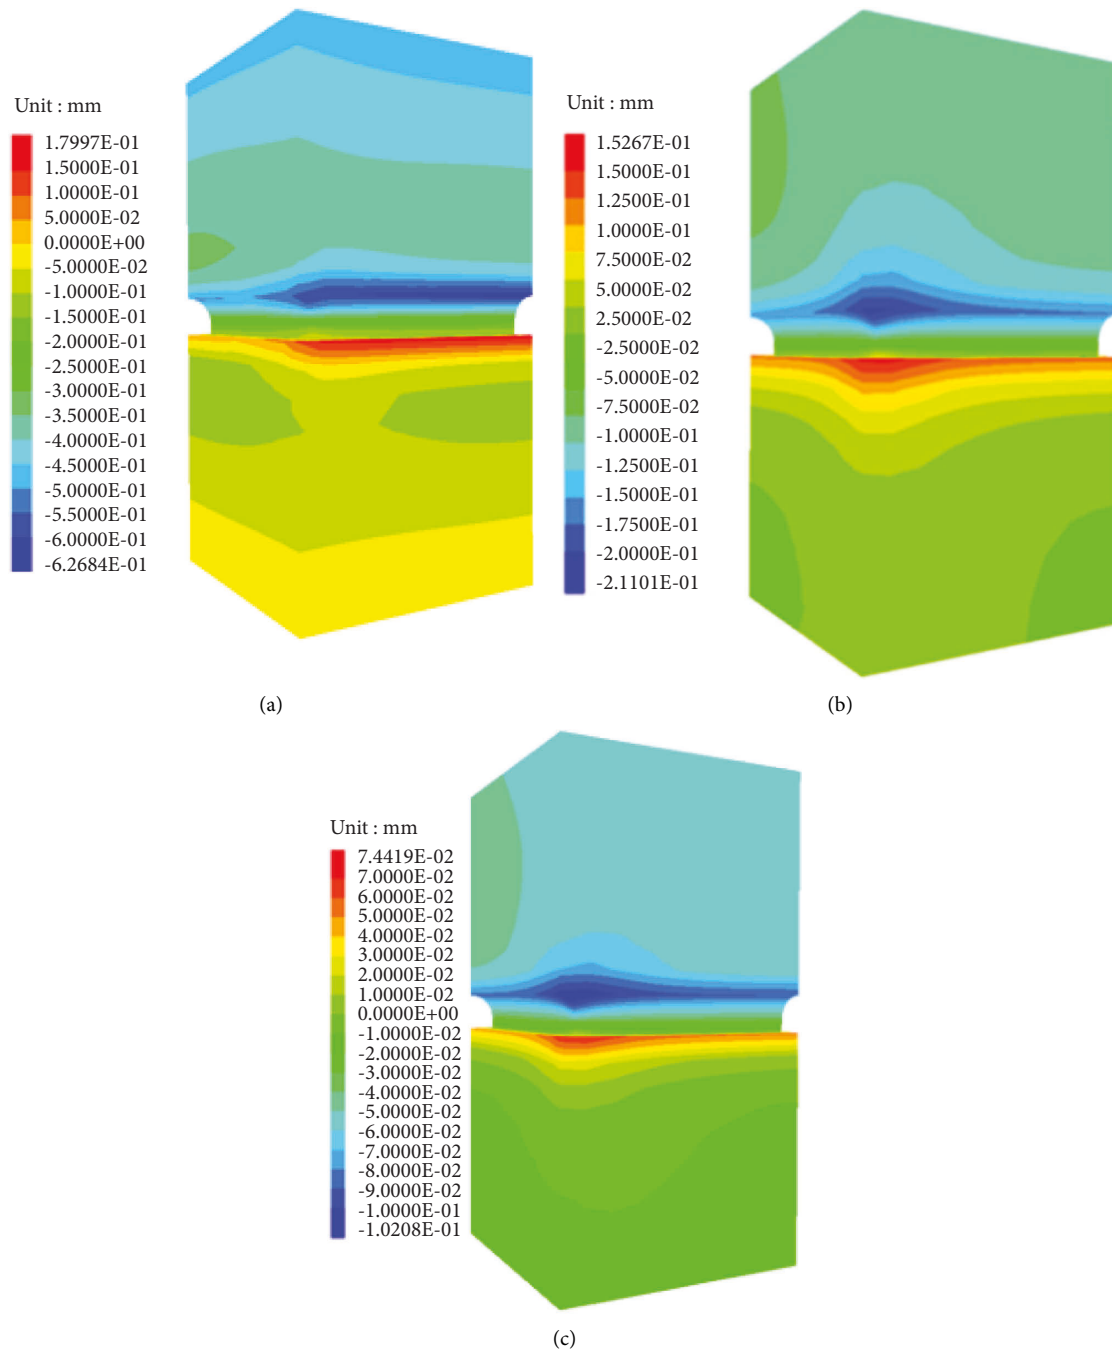 Unit : mm
1.7997E-01
1.5000E-01
1.0000E-01
5.0000E-02
0.0000E+00
-5.0000E-02
-1.0000E-01
-1.5000E-01
-2.0000E-01
-2.5000E-01
-3.0000E-01
-3.5000E-01
-4.0000E-01
-4.5000E-01
-5.0000E-01
-5.5000E-01
-6.0000E-01
-6.2684E-01
(a)
Unit : mm
1.5267E-01
1.5000E-01
1.2500E-01
1.0000E-01
7.5000E-02
5.0000E-02
2.5000E-02
-2.5000E-02
-5.0000E-02
-7.5000E-02
-1.0000E-01
-1.2500E-01
-1.5000E-01
-1.7500E-01
-2.0000E-01
-2.1101E-01
(b)
Unit : mm
7.4419E-02
7.0000E-02
6.0000E-02
5.0000E-02
4.0000E-02
3.0000E-02
2.0000E-02
1.0000E-02
0.0000E+00
-1.0000E-02
-2.0000E-02
-3.0000E-02
-4.0000E-02
-5.0000E-02
-6.0000E-02
-7.0000E-02
-8.0000E-02
-9.0000E-02
-1.0000E-01
-1.0208E-01
(c)